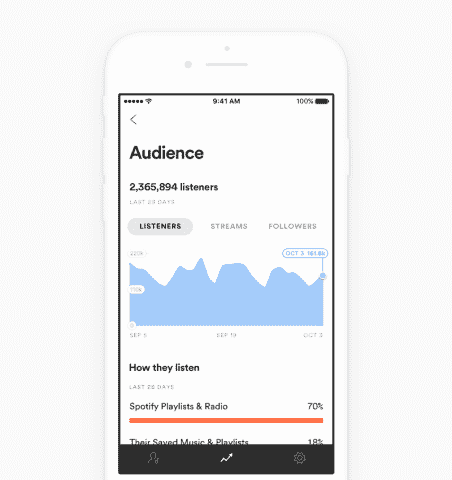 9:41 AM
100%
Audience
2,365,894 listeners
LAST 28 DAYS
LISTENERS STREAMS FOLLOWERS
220k
OCT 3
110k
0
SEP 5 SEP 19 OCT 3
How they listen
LAST 28 DAYS
Spotify Playlists & Radio 70%
Their Saved Music & Playlists 18%